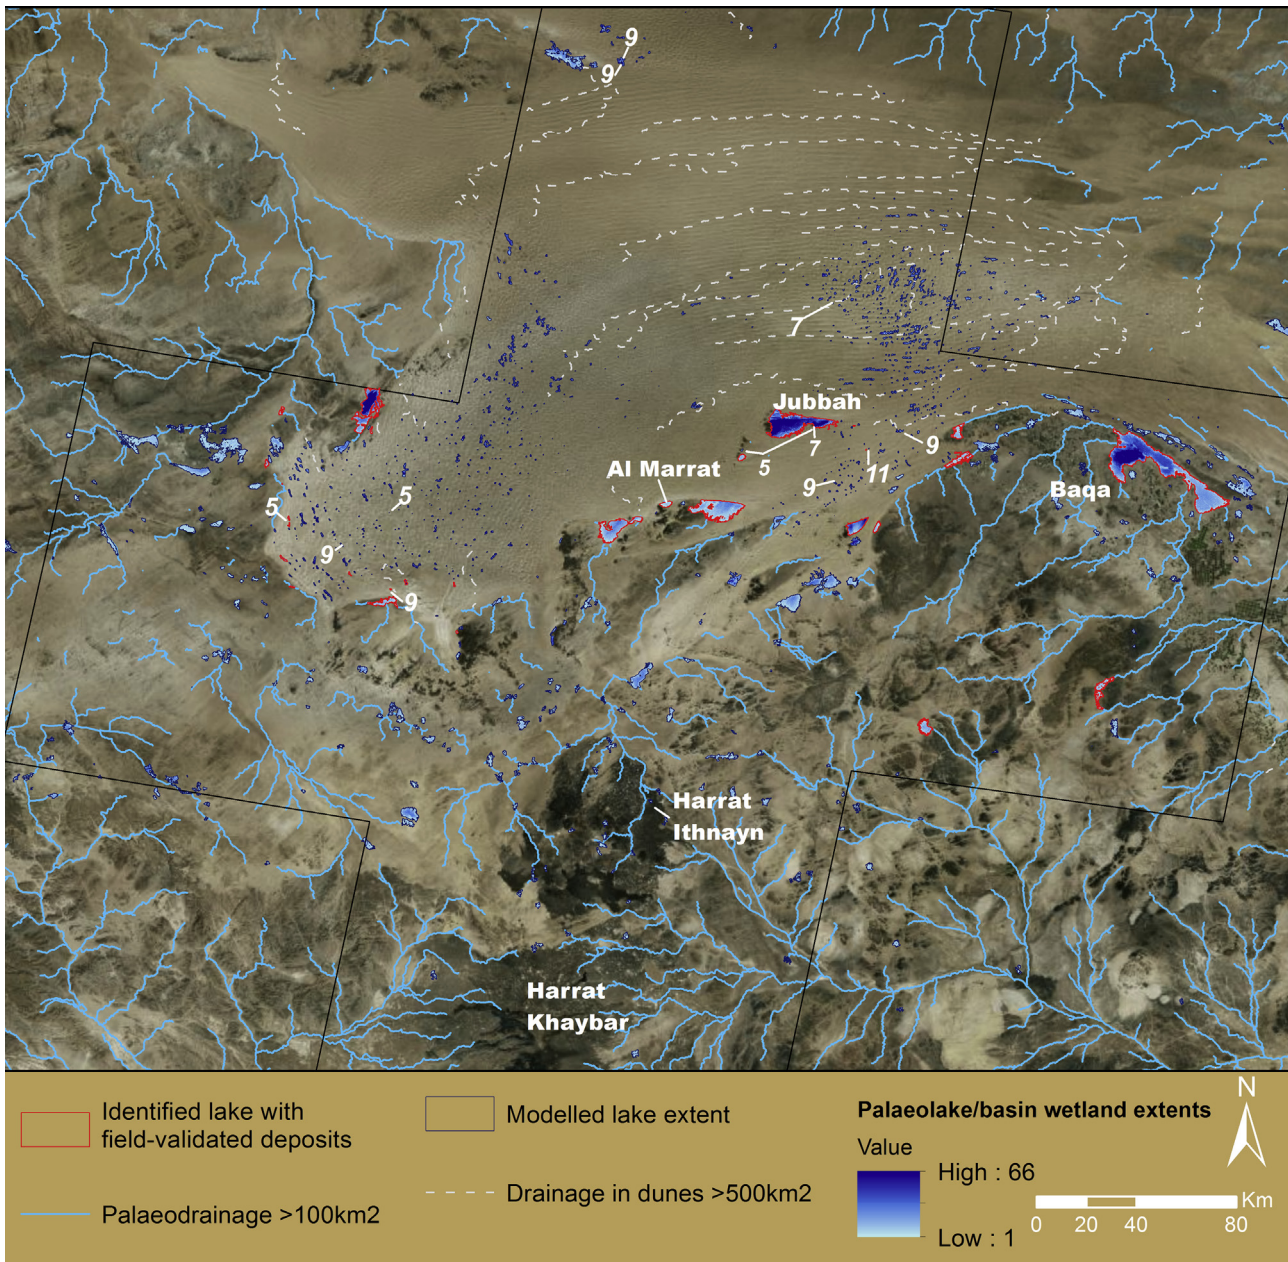 9
9
7
Jubbah
5
7
9
11
9
Al Marrat
Baqa
5
5
9
9
Harrat
Ithnayn
Harrat
Khaybar
Identified lake with
field-validated deposits
Palaeodrainage >100km2
Modelled lake extent
Drainage in dunes >500km2
Palaeolake/basin wetland extents
Value
High : 66
Low : 1
N
Km
0 20 40 80